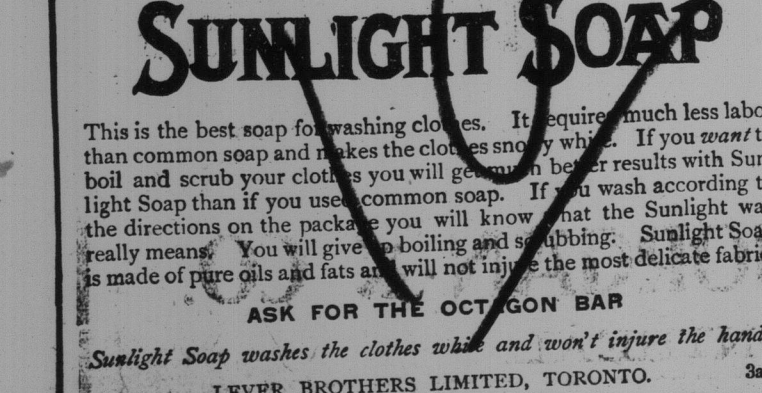 SUNLIGHT SOAP
This is the best soap for washing clothes. It requires much less labo
than common soap and makes the clothes snowy white. If you want t
boil and scrub your clothes you will get much better results with Sun
light Soap than if you used common soap. If you wash according t
the directions on the package you will know what the Sunlight wa
really means. You will give up boiling and scrubbing. Sunlight Soa
is made of pure oils and fats and will not injure the most delicate fabri
ASK FOR THE OCTAGON BAR
Sunlight Soap washes the clothes white and won't injure the hand
LEVER BROTHERS LIMITED, TORONTO. 3a